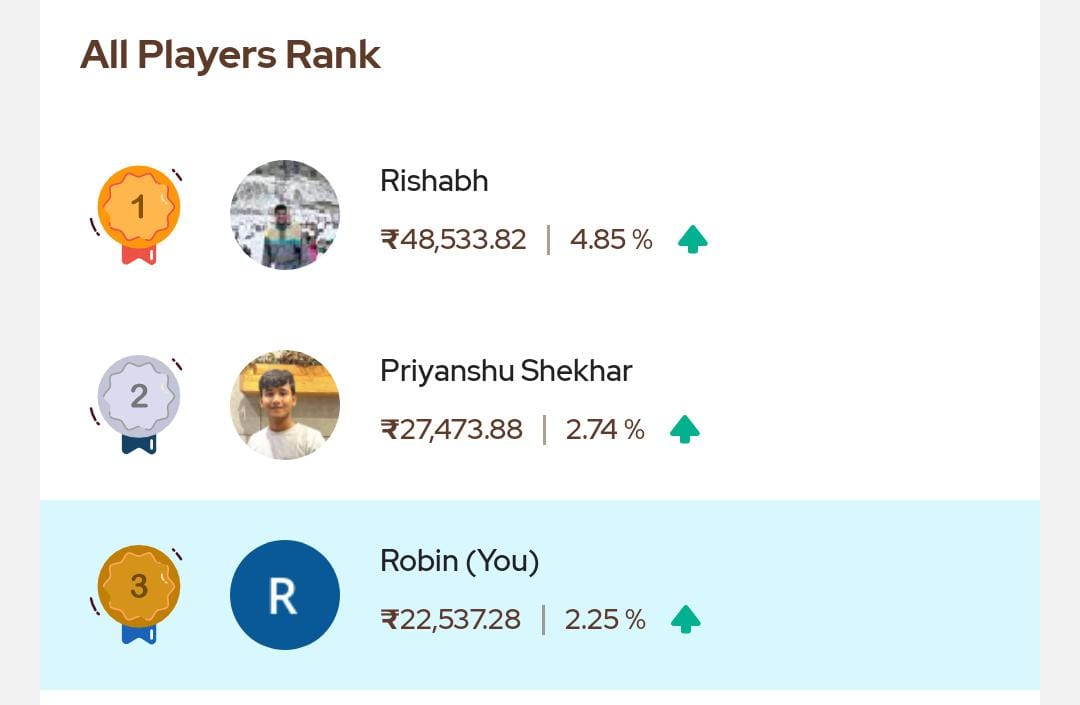 All Players Rank
1
Rishabh
₹48,533.82 | 4.85 %
2
Priyanshu Shekhar
₹27,473.88 | 2.74 %
3
R
Robin (You)
₹22,537.28 | 2.25 %